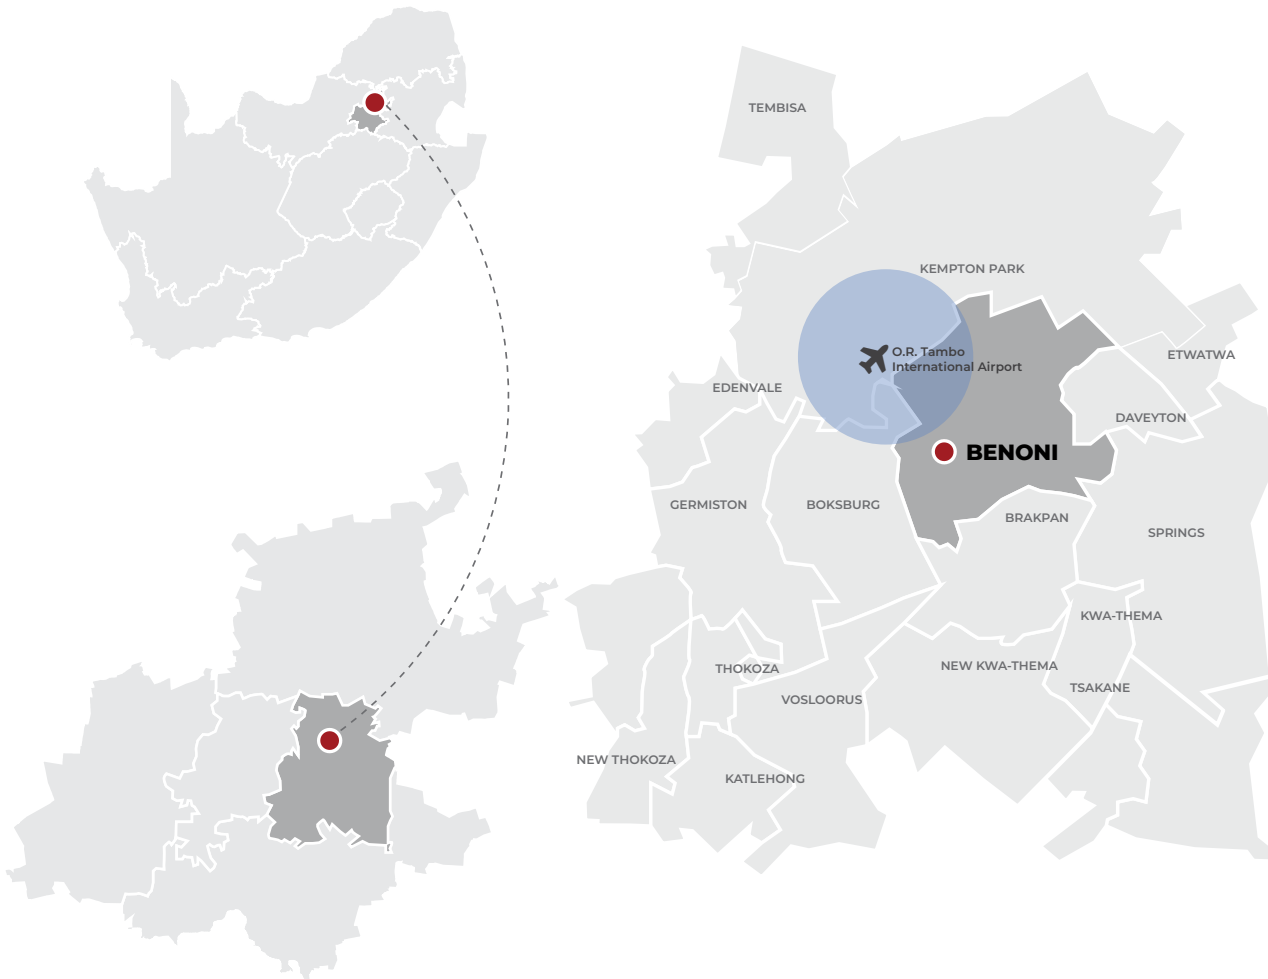 TEMBISA
KEMPTON PARK
O.R. Tambo
International Airport
ETWATWA
EDENVALE
DAVEYTON
BENONI
GERMISTON
BOKSBURG
BRAKPAN
SPRINGS
KWA-THEMA
THOKOZA
NEW KWA-THEMA
TSAKANE
VOSLOORUS
NEW THOKOZA
KATLEHONG